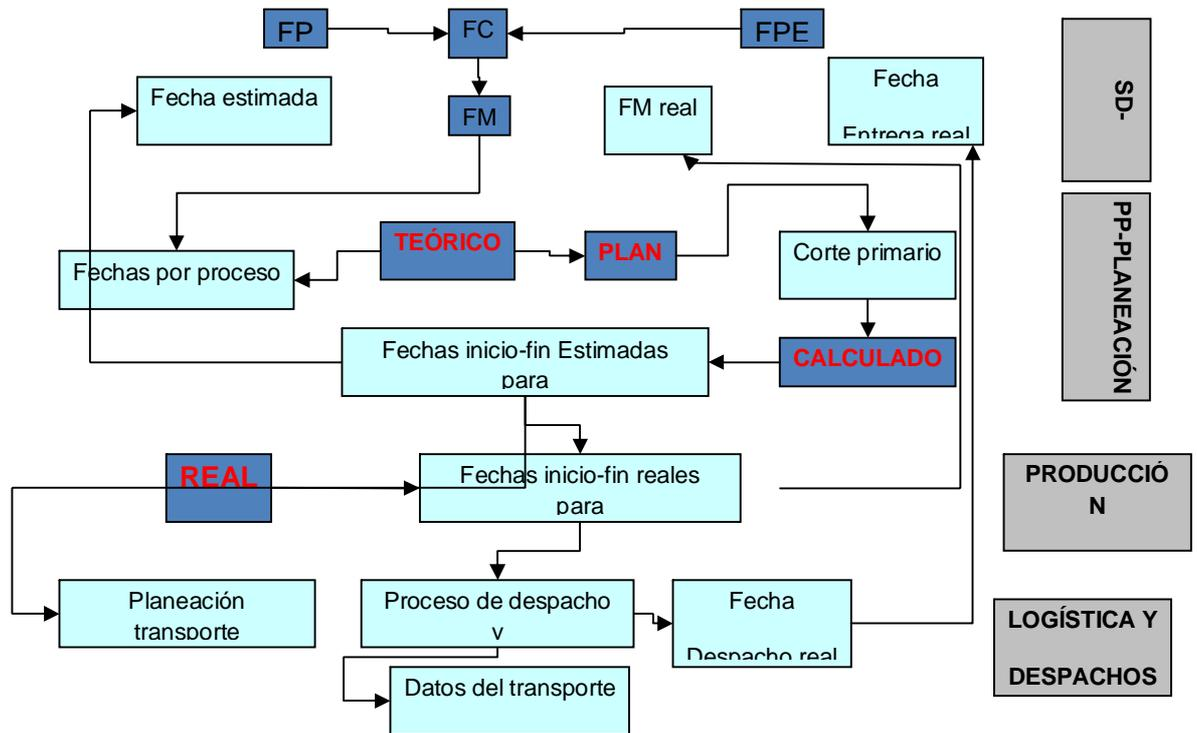 FP
FC
FPE
Fecha estimada
FM
FM real
Fecha
Entrega real
SD-
TEÓRICO
PLAN
Corte primario
Fechas por proceso
PP-PLANEACIÓN
Fechas inicio-fin Estimadas
para
CALCULADO
REAL
Fechas inicio-fin reales
para
PRODUCCIÓ
N
Planeación
transporte
Proceso de despacho
y
Fecha
Despacho real
LOGÍSTICA Y
DESPACHOS
Datos del transporte